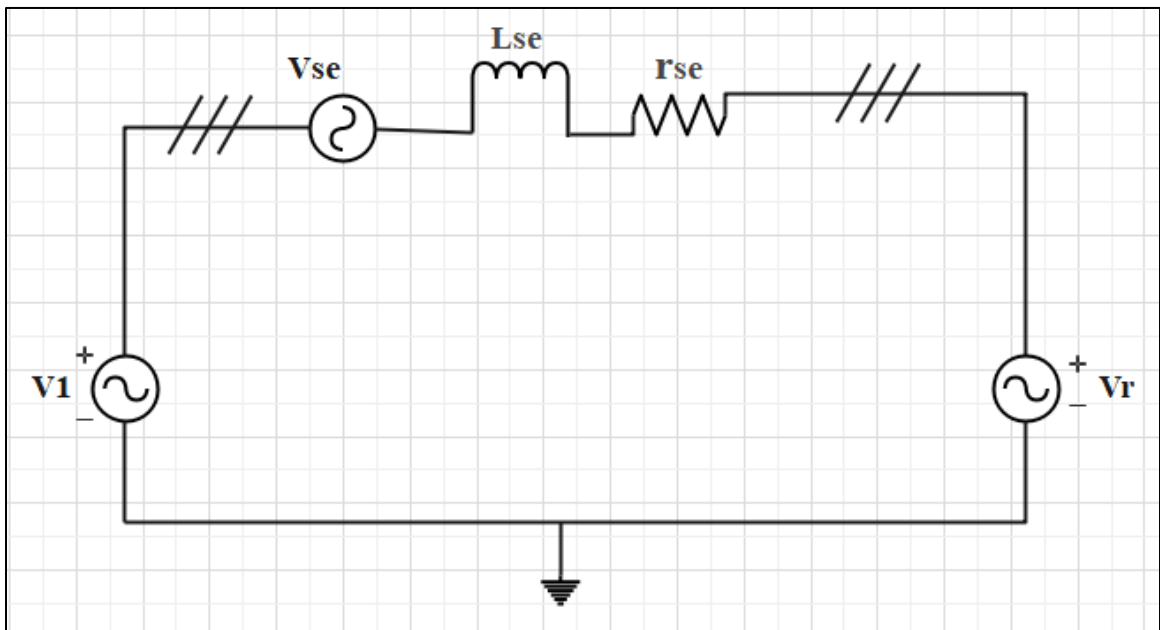 Lse
Vse
rse
+
V1
–
+
Vr
–